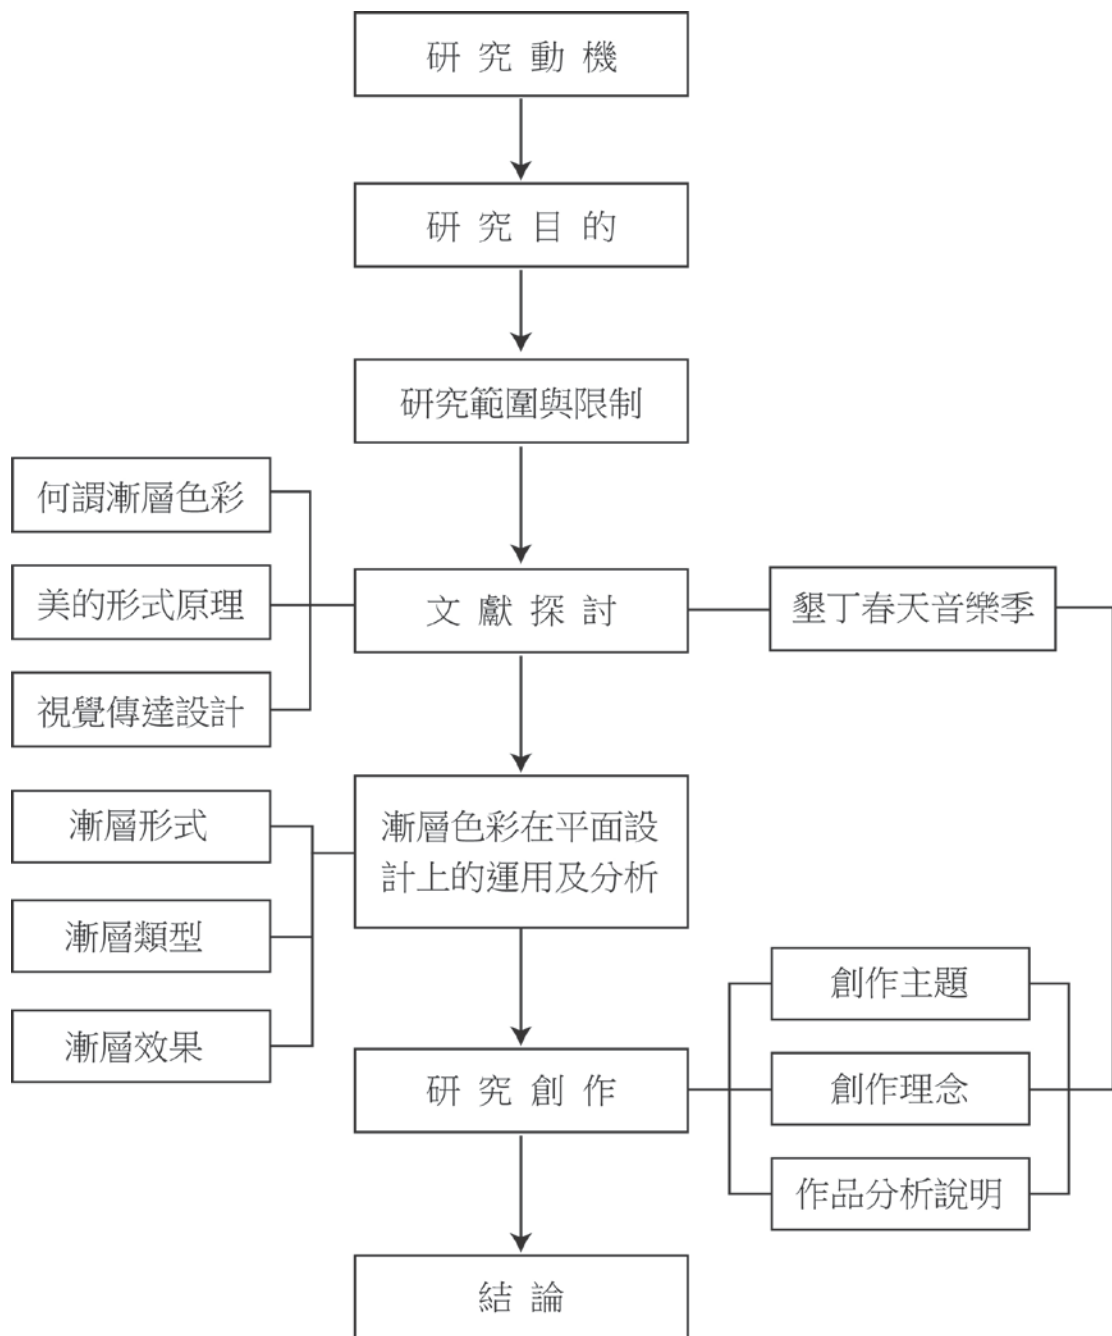 研究動機
研究目的
研究範圍與限制
何謂漸層色彩
美的形式原理
文獻探討
墾丁春天音樂季
視覺傳達設計
漸層形式
漸層色彩在平面設
計上的運用及分析
漸層類型
漸層效果
創作主題
研究創作
創作理念
作品分析說明
結論